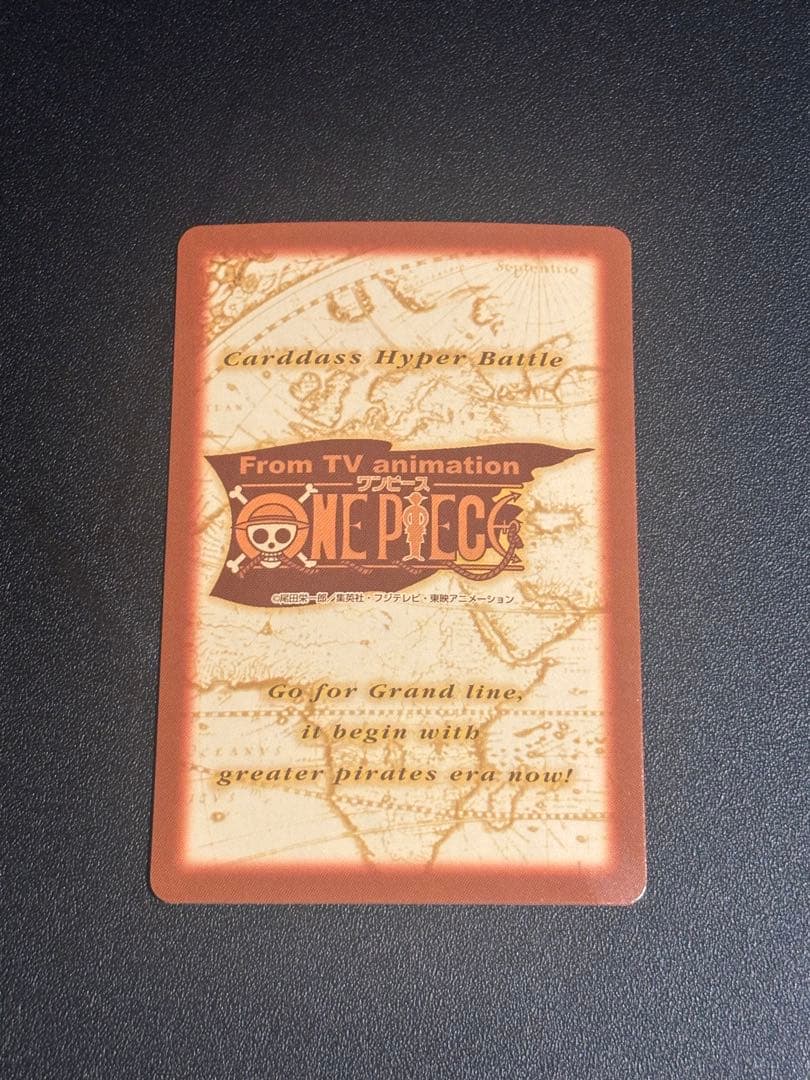 Septentrio
Carddass Hyper Battle
From TV animation
ワンピース
ONE PIECE
©尾田栄一郎/集英社・フジテレビ・東映アニメーション
Go for Grand line,
it begin with
greater pirates era now!